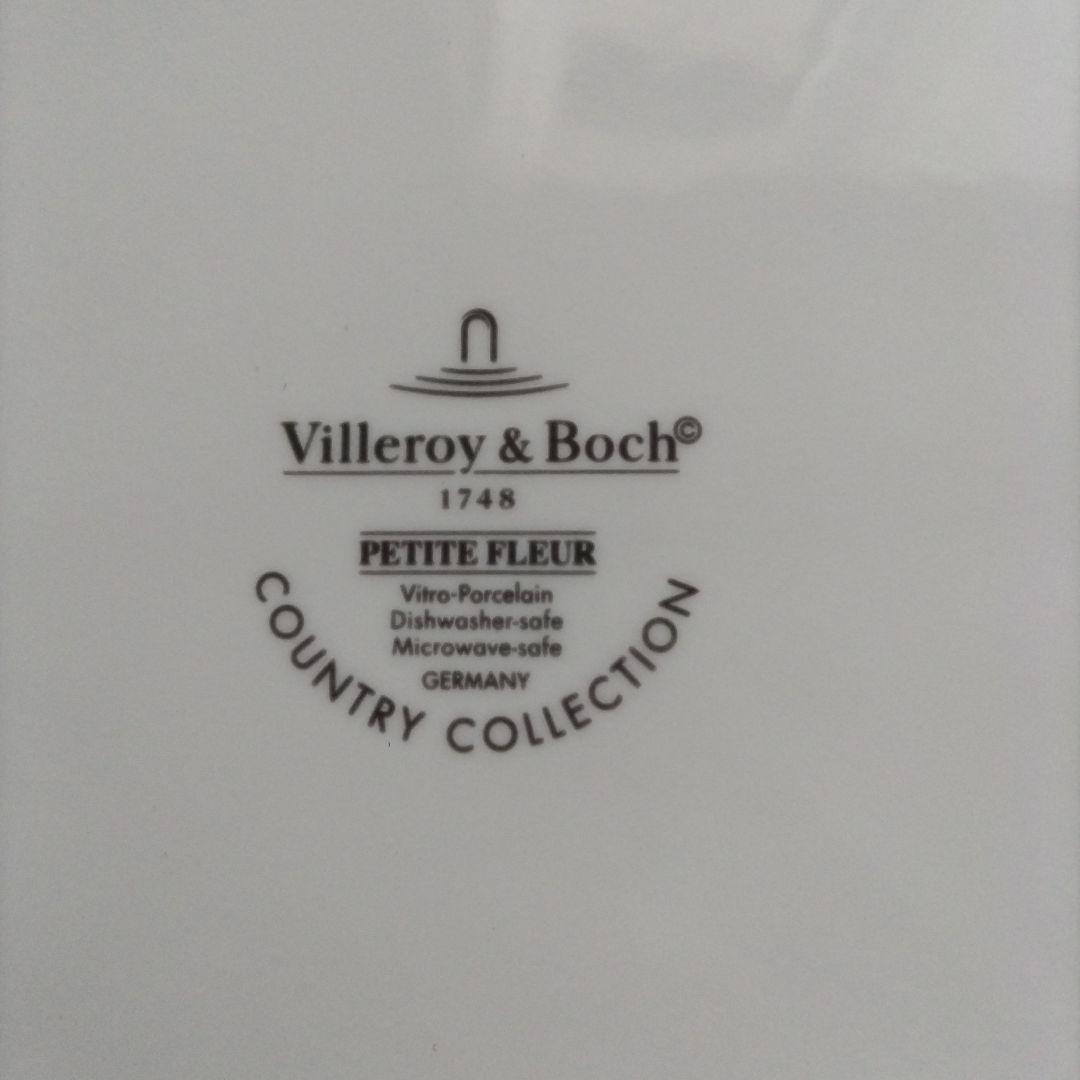 Villeroy & Boch©
1748
PETITE FLEUR
Vitro-Porcelain
Dishwasher-safe
Microwave-safe
GERMANY
COUNTRY COLLECTION